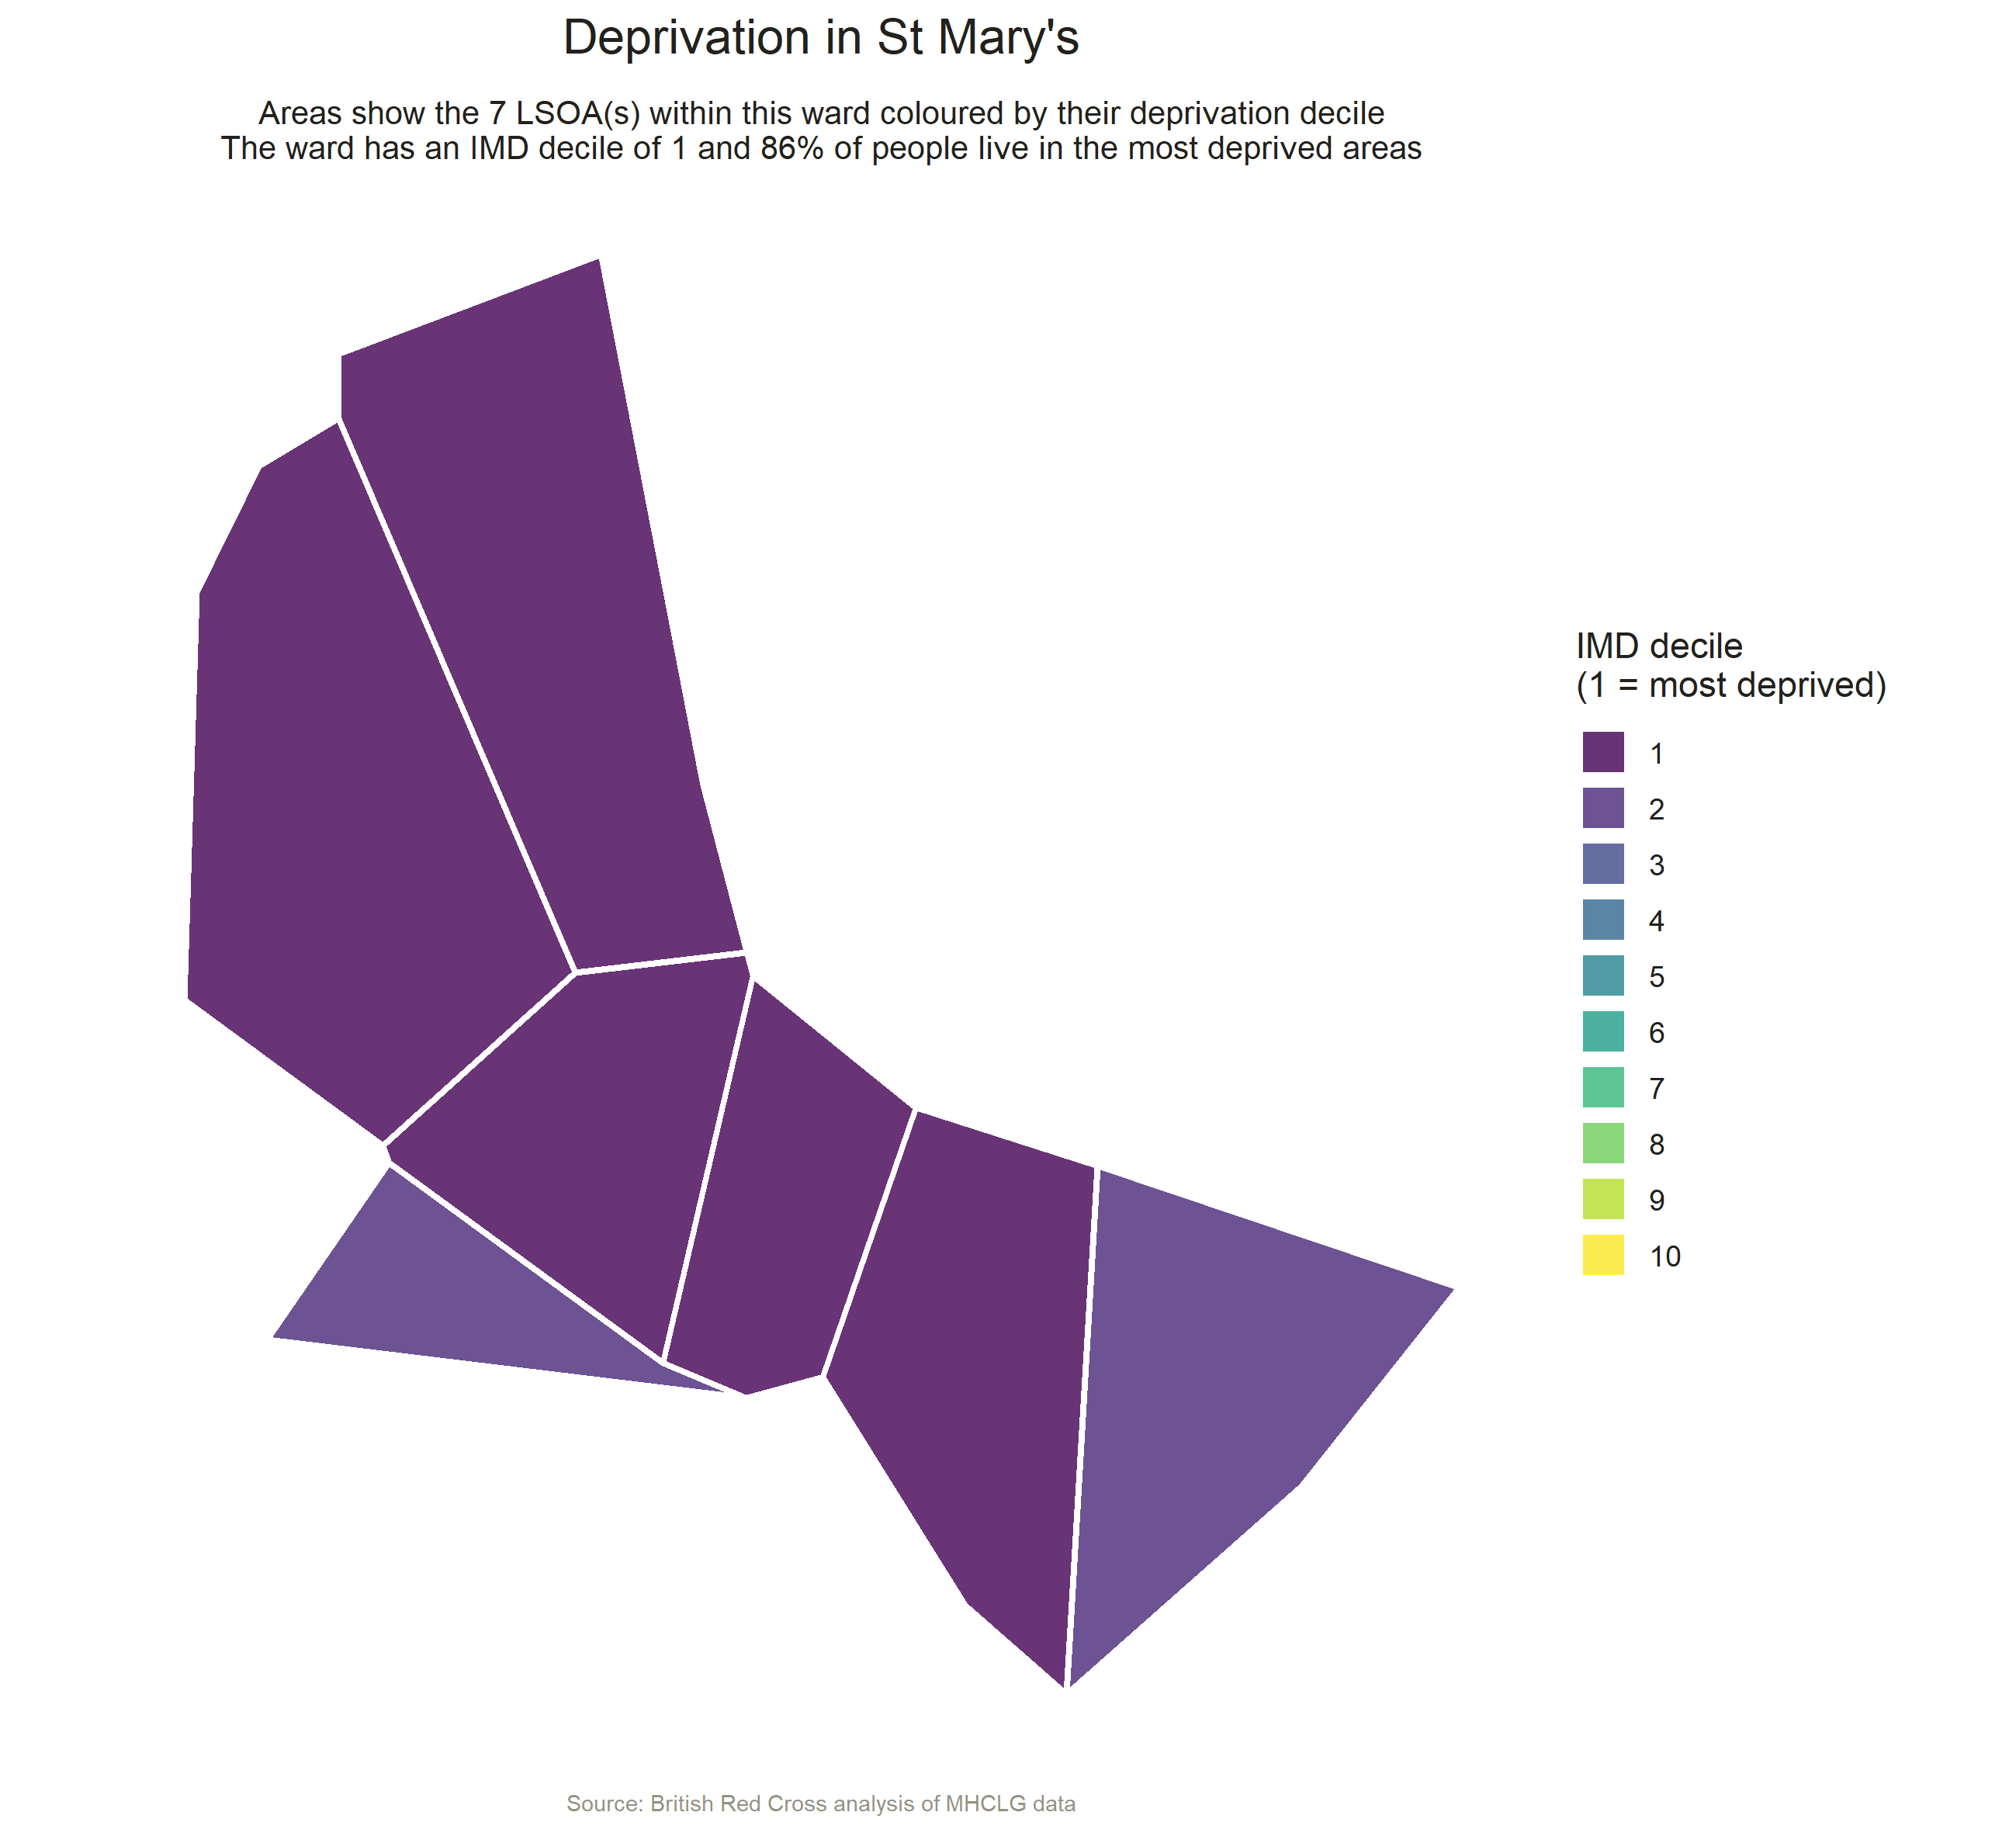 Deprivation in St Mary's
Areas show the 7 LSOA(s) within this ward coloured by their deprivation decile
The ward has an IMD decile of 1 and 86% of people live in the most deprived areas
IMD decile
(1 = most deprived)
1
2
3
4
5
6
7
8
9
10
Source: British Red Cross analysis of MHCLG data